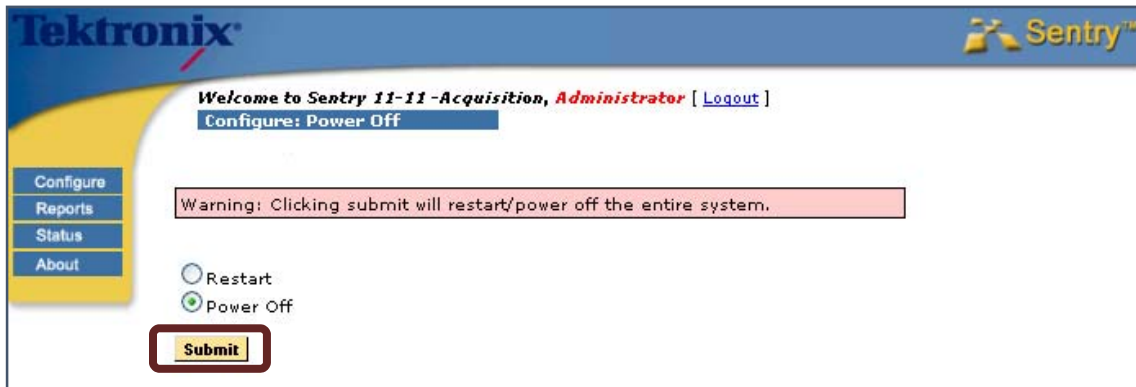 Tektronix
Sentry™
Welcome to Sentry 11-11 -Acquisition, Administrator [ Logout ]
Configure: Power Off
Configure
Reports
Status
About
Warning: Clicking submit will restart/power off the entire system.
Restart
Power Off
Submit